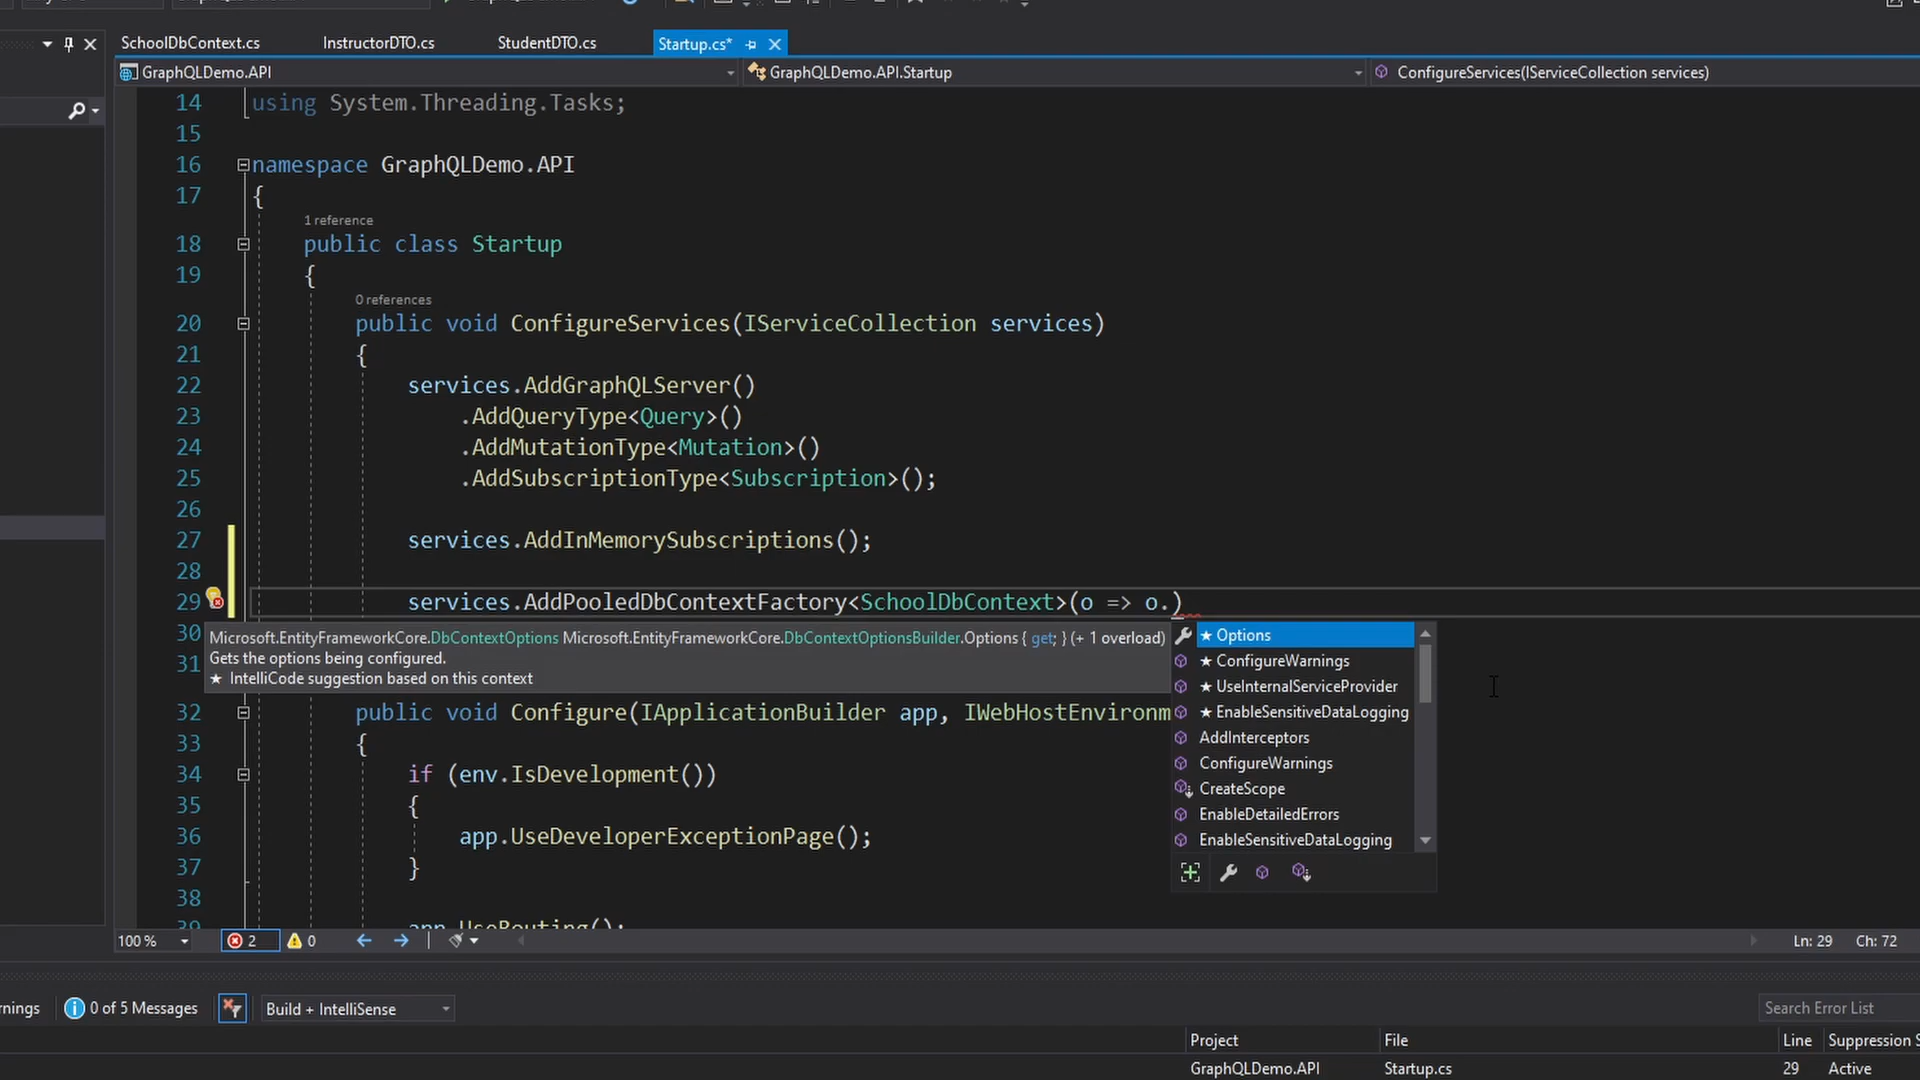 SchoolDbContext.cs InstructorDTO.cs StudentDTO.cs Startup.cs*
GraphQLDemo.API GraphQLDemo.API.Startup ConfigureServices(IServiceCollection services)
14 using System.Threading.Tasks;
15
16 namespace GraphQLDemo.API
17 {
1 reference
18 public class Startup
19 {
0 references
20 public void ConfigureServices(IServiceCollection services)
21 {
22 services.AddGraphQLServer()
23 .AddQueryType<Query>()
24 .AddMutationType<Mutation>()
25 .AddSubscriptionType<Subscription>();
26
27 services.AddInMemorySubscriptions();
28
29 services.AddPooledDbContextFactory<SchoolDbContext>(o => o.)
30
Microsoft.EntityFrameworkCore.DbContextOptions Microsoft.EntityFrameworkCore.DbContextOptionsBuilder.Options { get; } (+ 1 overload)
Gets the options being configured.
★ IntelliCode suggestion based on this context
★ Options
★ ConfigureWarnings
★ UseInternalServiceProvider
★ EnableSensitiveDataLogging
AddInterceptors
ConfigureWarnings
CreateScope
EnableDetailedErrors
EnableSensitiveDataLogging
31
32 public void Configure(IApplicationBuilder app, IWebHostEnvironm
33 {
34 if (env.IsDevelopment())
35 {
36 app.UseDeveloperExceptionPage();
37 }
38
39 app.UseRouting();
100 % 2 0 Ln: 29 Ch: 72
rnings 0 of 5 Messages Build + IntelliSense Search Error List
Project File Line Suppression S
GraphQLDemo.API Startup.cs 29 Active